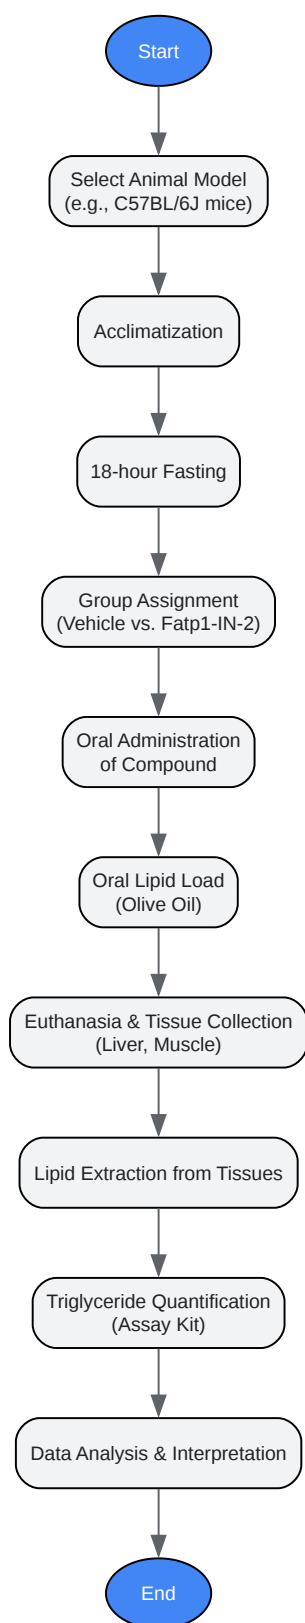 Start
Select Animal Model
(e.g., C57BL/6J mice)
Acclimatization
18-hour Fasting
Group Assignment
(Vehicle vs. Fatp1-IN-2)
Oral Administration
of Compound
Oral Lipid Load
(Olive Oil)
Euthanasia & Tissue Collection
(Liver, Muscle)
Lipid Extraction from Tissues
Triglyceride Quantification
(Assay Kit)
Data Analysis & Interpretation
End